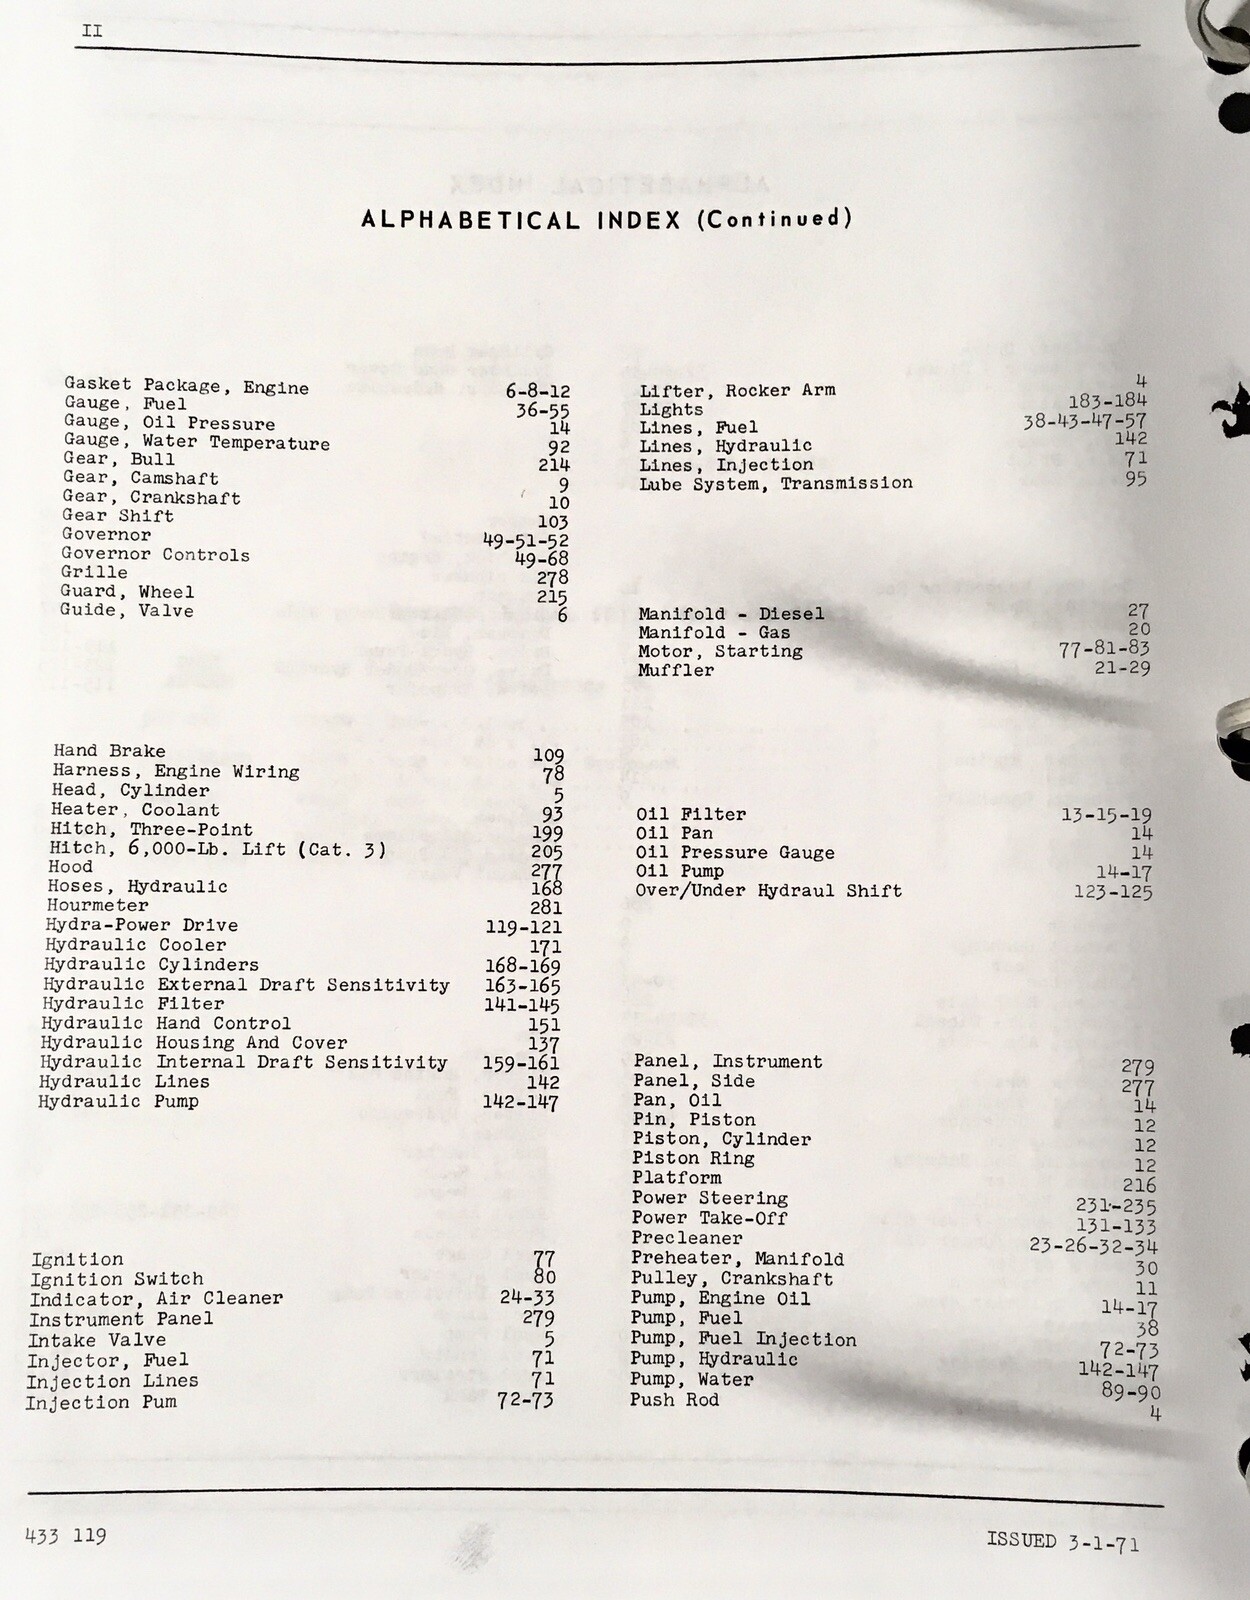 II
ALPHABETICAL INDEX (Continued)
Gasket Package, Engine 6-8-12
Gauge, Fuel 36-55
Gauge, Oil Pressure 14
Gauge, Water Temperature 92
Gear, Bull 214
Gear, Camshaft 9
Gear, Crankshaft 10
Gear Shift 103
Governor 49-51-52
Governor Controls 49-68
Grille 278
Guard, Wheel 215
Guide, Valve 6
Hand Brake 109
Harness, Engine Wiring 78
Head, Cylinder 5
Heater, Coolant 93
Hitch, Three-Point 199
Hitch, 6,000-Lb. Lift (Cat. 3) 205
Hood 277
Hoses, Hydraulic 168
Hourmeter 281
Hydra-Power Drive 119-121
Hydraulic Cooler 171
Hydraulic Cylinders 168-169
Hydraulic External Draft Sensitivity 163-165
Hydraulic Filter 141-145
Hydraulic Hand Control 151
Hydraulic Housing And Cover 137
Hydraulic Internal Draft Sensitivity 159-161
Hydraulic Lines 142
Hydraulic Pump 142-147
Ignition 77
Ignition Switch 80
Indicator, Air Cleaner 24-33
Instrument Panel 279
Intake Valve 5
Injector, Fuel 71
Injection Lines 71
Injection Pum 72-73
Lifter, Rocker Arm 4
Lights 183-184
Lines, Fuel 38-43-47-57
Lines, Hydraulic 142
Lines, Injection 71
Lube System, Transmission 95
Manifold - Diesel 27
Manifold - Gas 20
Motor, Starting 77-81-83
Muffler 21-29
Oil Filter 13-15-19
Oil Pan 14
Oil Pressure Gauge 14
Oil Pump 14-17
Over/Under Hydraul Shift 123-125
Panel, Instrument 279
Panel, Side 277
Pan, Oil 14
Pin, Piston 12
Piston, Cylinder 12
Piston Ring 12
Platform 216
Power Steering 231-235
Power Take-Off 131-133
Precleaner 23-26-32-34
Preheater, Manifold 30
Pulley, Crankshaft 11
Pump, Engine Oil 14-17
Pump, Fuel 38
Pump, Fuel Injection 72-73
Pump, Hydraulic 142-147
Pump, Water 89-90
Push Rod 4
433 119
ISSUED 3-1-71